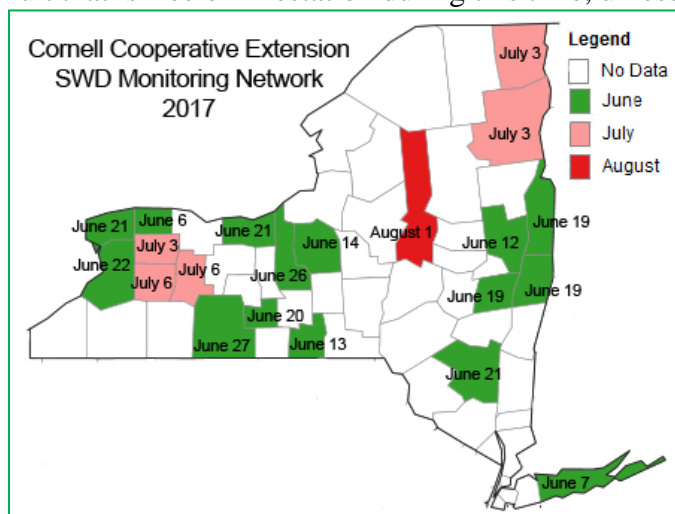 Cornell Cooperative Extension
SWD Monitoring Network
2017
Legend
No Data
June
July
August
July 3
July 3
June 21
June 6
June 21
June 14
August 1
June 12
June 19
June 22
July 3
July 6
July 6
June 26
June 19
June 19
June 20
June 27
June 13
June 21
June 7